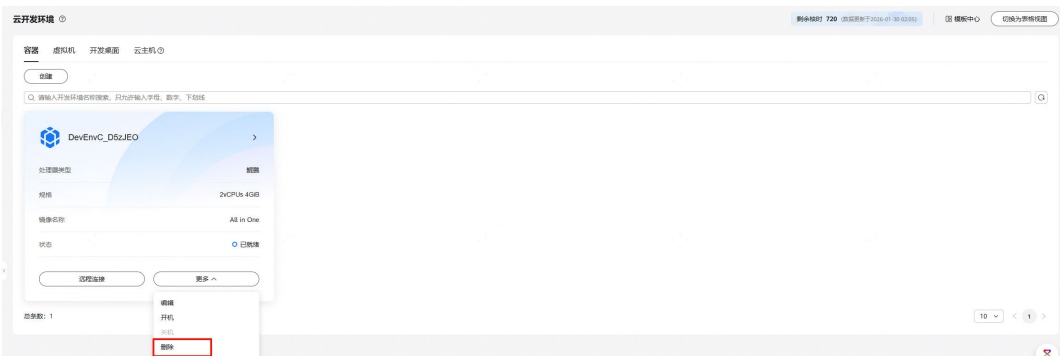 云开发环境
剩余核时 720 (数据更新于2026-01-30 02:05) 模板中心 切换为表格视图
容器 虚拟机 开发桌面 云主机
创建
请输入开发环境名称搜索，只允许输入字母、数字、下划线
DevEnvC_D5zJEO
处理器类型 鲲鹏
规格 2vCPUs 4GiB
镜像名称 All in One
状态 已就绪
远程连接 更多
编辑
总条数：1 10 1
开机
关机
删除